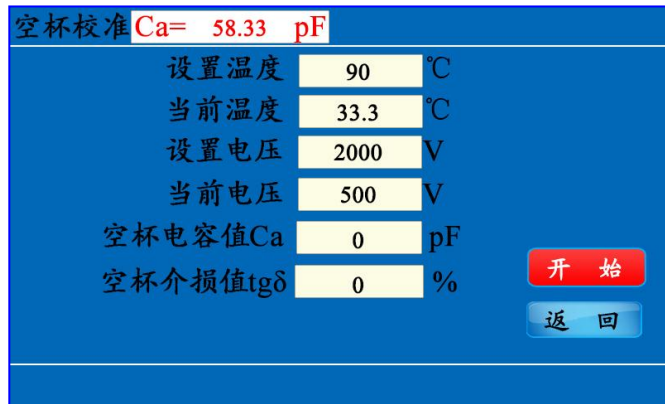 空杯校准 Ca= 58.33 pF
设置温度 90 ℃
当前温度 33.3 ℃
设置电压 2000 V
当前电压 500 V
空杯电容值Ca 0 pF
空杯介损值tgδ 0 %
开 始
返 回